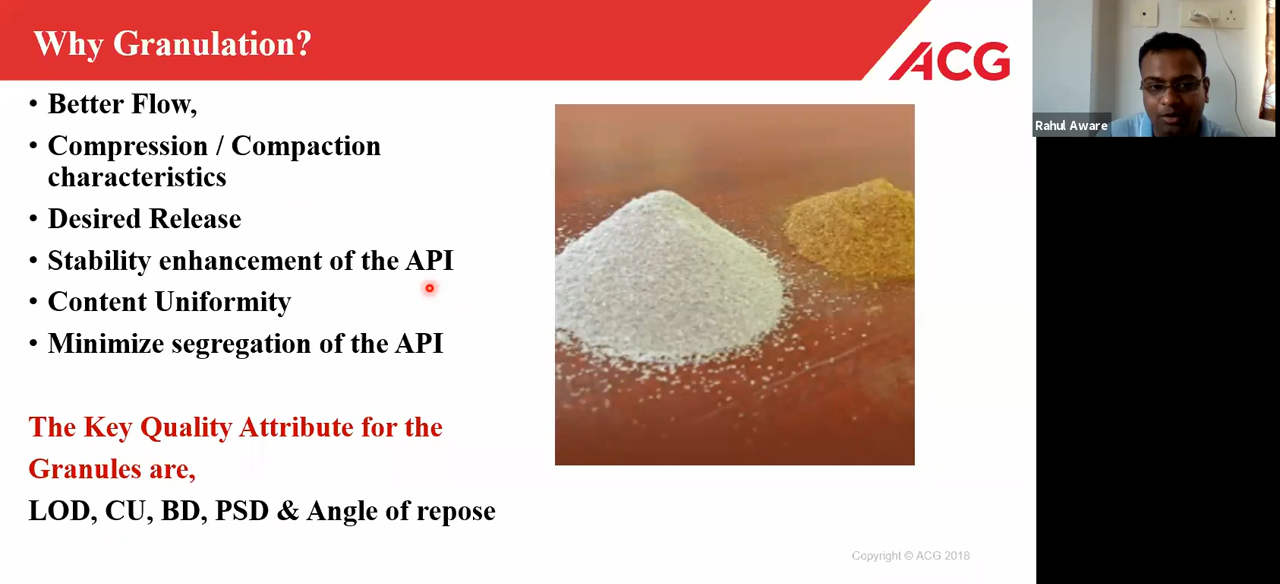 Why Granulation?
ACG
Rahul Aware
• Better Flow,
• Compression / Compaction
characteristics
• Desired Release
• Stability enhancement of the API
• Content Uniformity
• Minimize segregation of the API
The Key Quality Attribute for the
Granules are,
LOD, CU, BD, PSD & Angle of repose
Copyright © ACG 2018